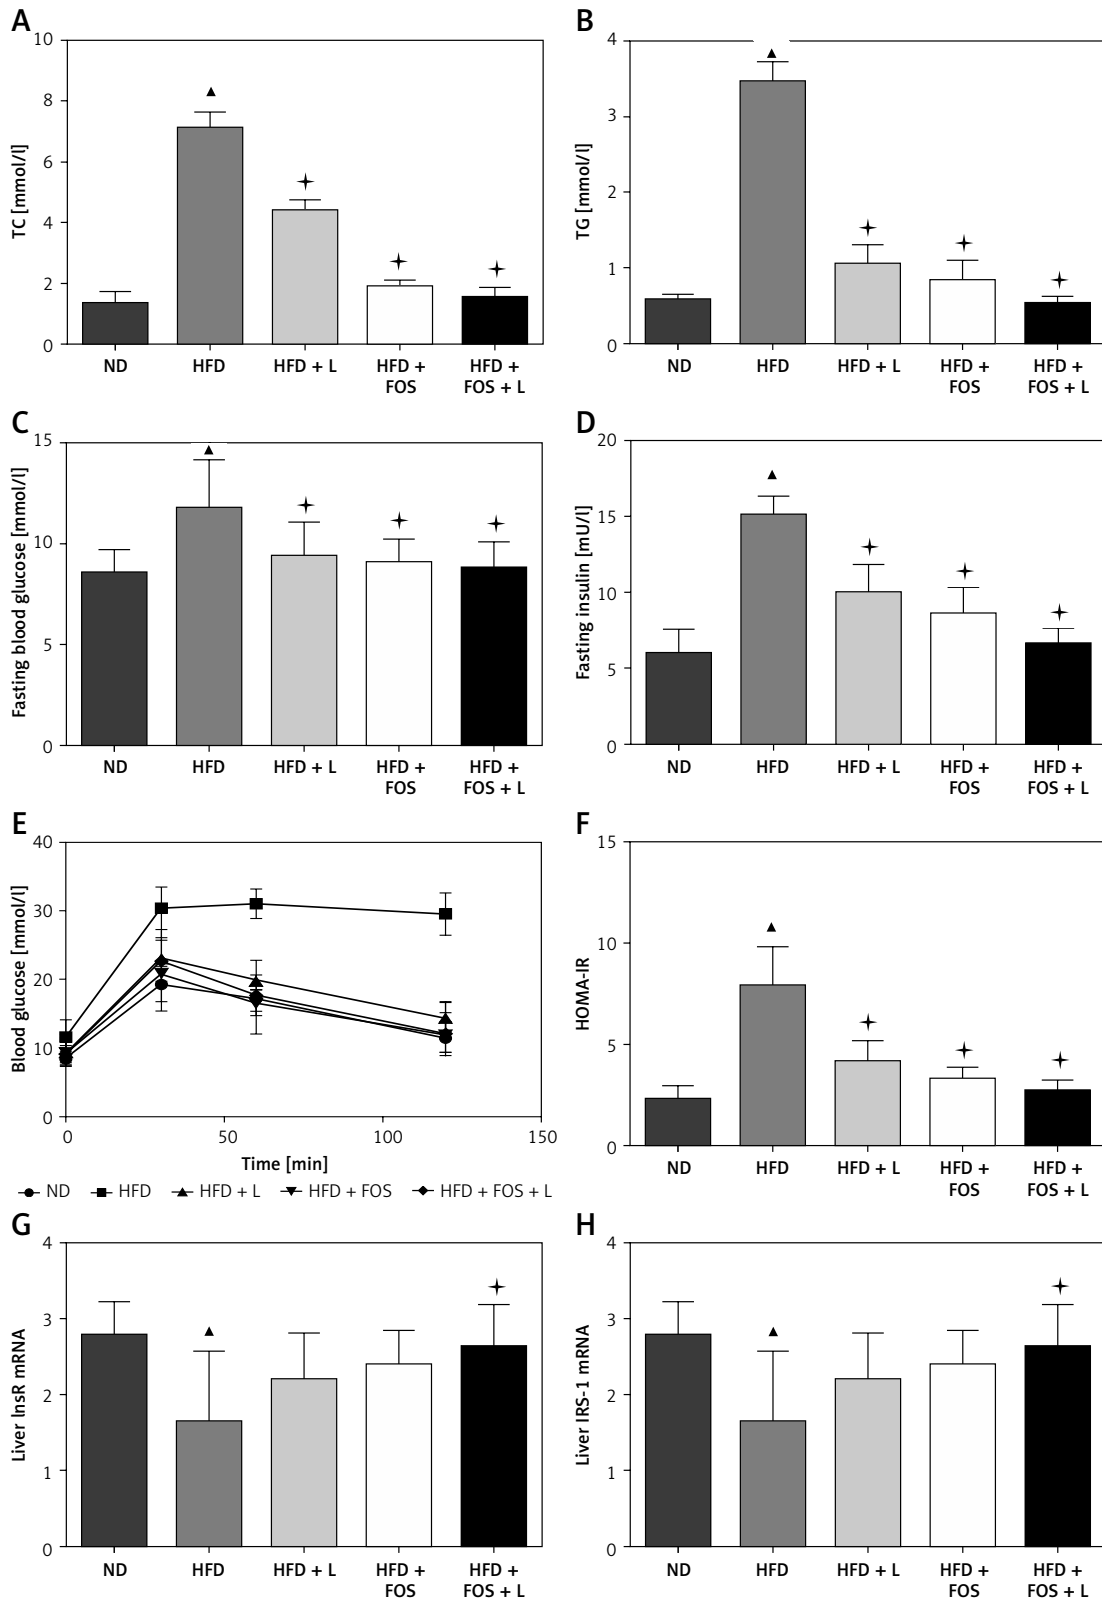 A
TC [mmol/l]
10
8
6
4
2
0
ND HFD HFD + L HFD + HFD +
FOS FOS + L
B
TG [mmol/l]
4
3
2
1
0
ND HFD HFD + L HFD + HFD +
FOS FOS + L
C
Fasting blood glucose [mmol/l]
15
10
5
0
ND HFD HFD + L HFD + HFD +
FOS FOS + L
D
Fasting insulin [mU/l]
20
15
10
5
0
ND HFD HFD + L HFD + HFD +
FOS FOS + L
E
Blood glucose [mmol/l]
40
30
20
10
0
0 50 100 150
Time [min]
ND HFD HFD + L HFD + FOS HFD + FOS + L
F
HOMA-IR
15
10
5
0
ND HFD HFD + L HFD + HFD +
FOS FOS + L
G
Liver lnsR mRNA
4
3
2
1
0
ND HFD HFD + L HFD + HFD +
FOS FOS + L
H
Liver IRS-1 mRNA
4
3
2
1
0
ND HFD HFD + L HFD + HFD +
FOS FOS + L